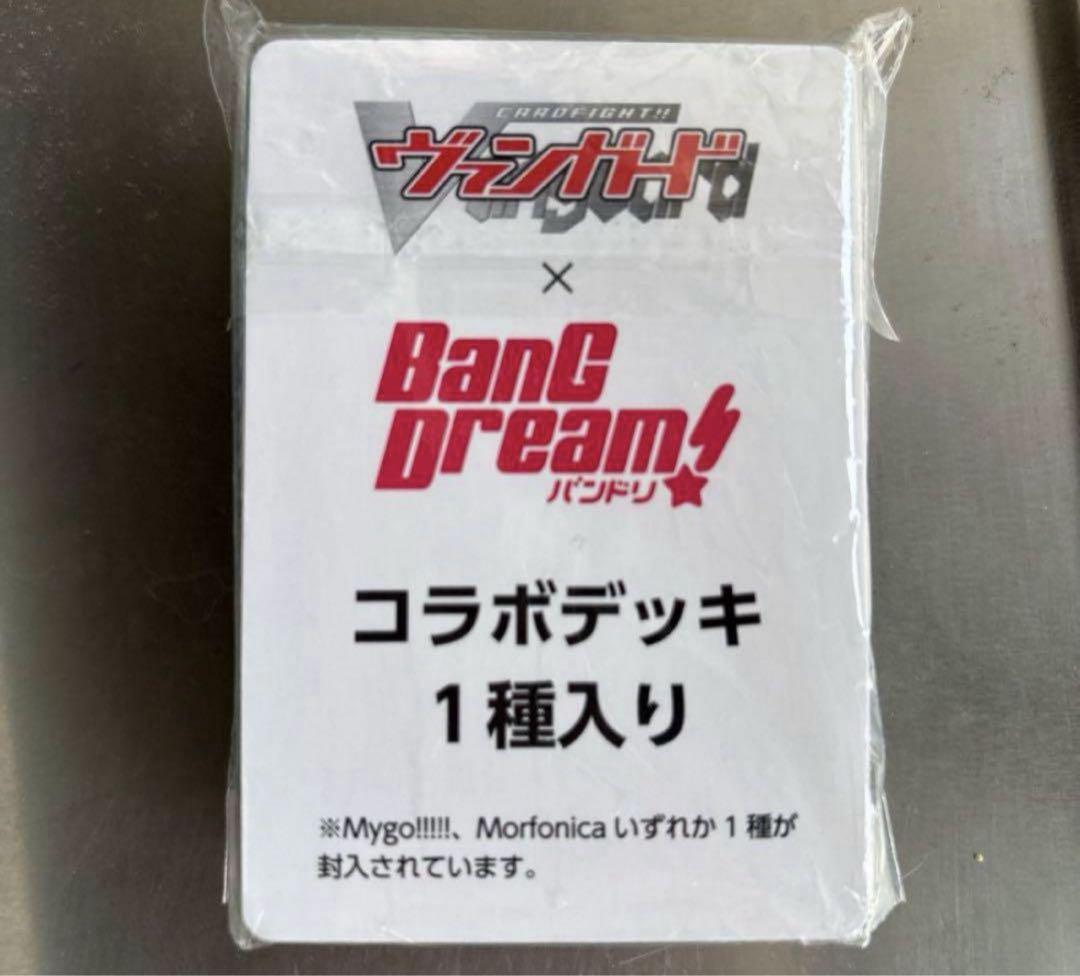 CARDFIGHT!!
ヴァンガード
Vanguard
×
BanG
Dream!
バンドリ
コラボデッキ
1種入り
※Mygo!!!!!、Morfonica いずれか 1 種が
封入されています。